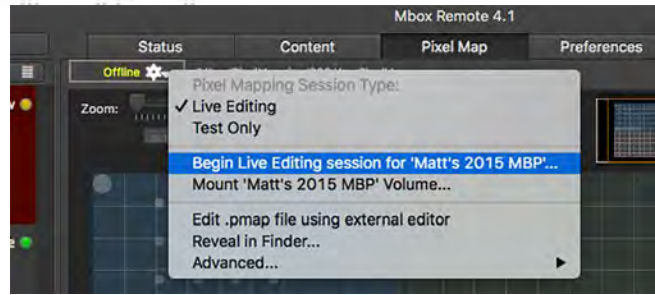 Mbox Remote 4.1
Status Content Pixel Map Preferences
Offline
Pixel Mapping Session Type:
Zoom:
✓ Live Editing
Test Only
Begin Live Editing session for 'Matt's 2015 MBP'...
Mount 'Matt's 2015 MBP' Volume...
Edit .pmap file using external editor
Reveal in Finder...
Advanced...